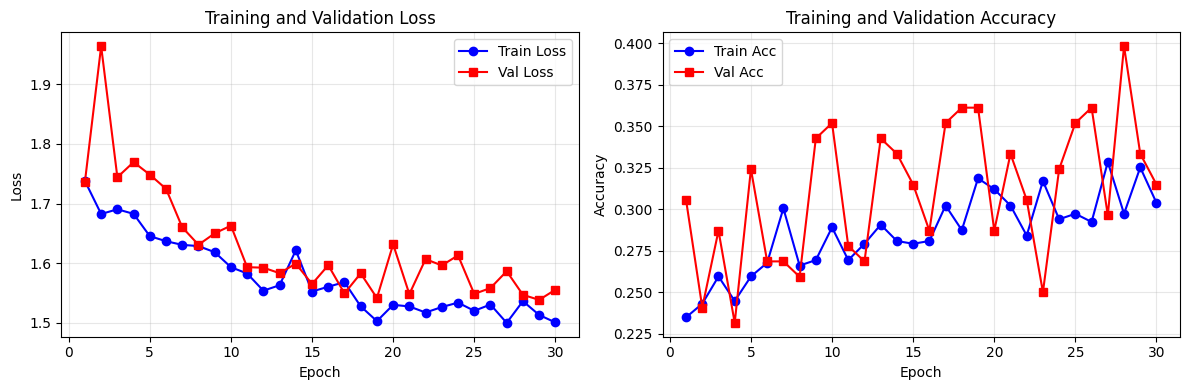 Training and Validation Loss
Train Loss
Val Loss
1.9
1.8
1.7
1.6
1.5
Loss
0 5 10 15 20 25 30
Epoch
Training and Validation Accuracy
Train Acc
Val Acc
0.400
0.375
0.350
0.325
0.300
0.275
0.250
0.225
Accuracy
0 5 10 15 20 25 30
Epoch